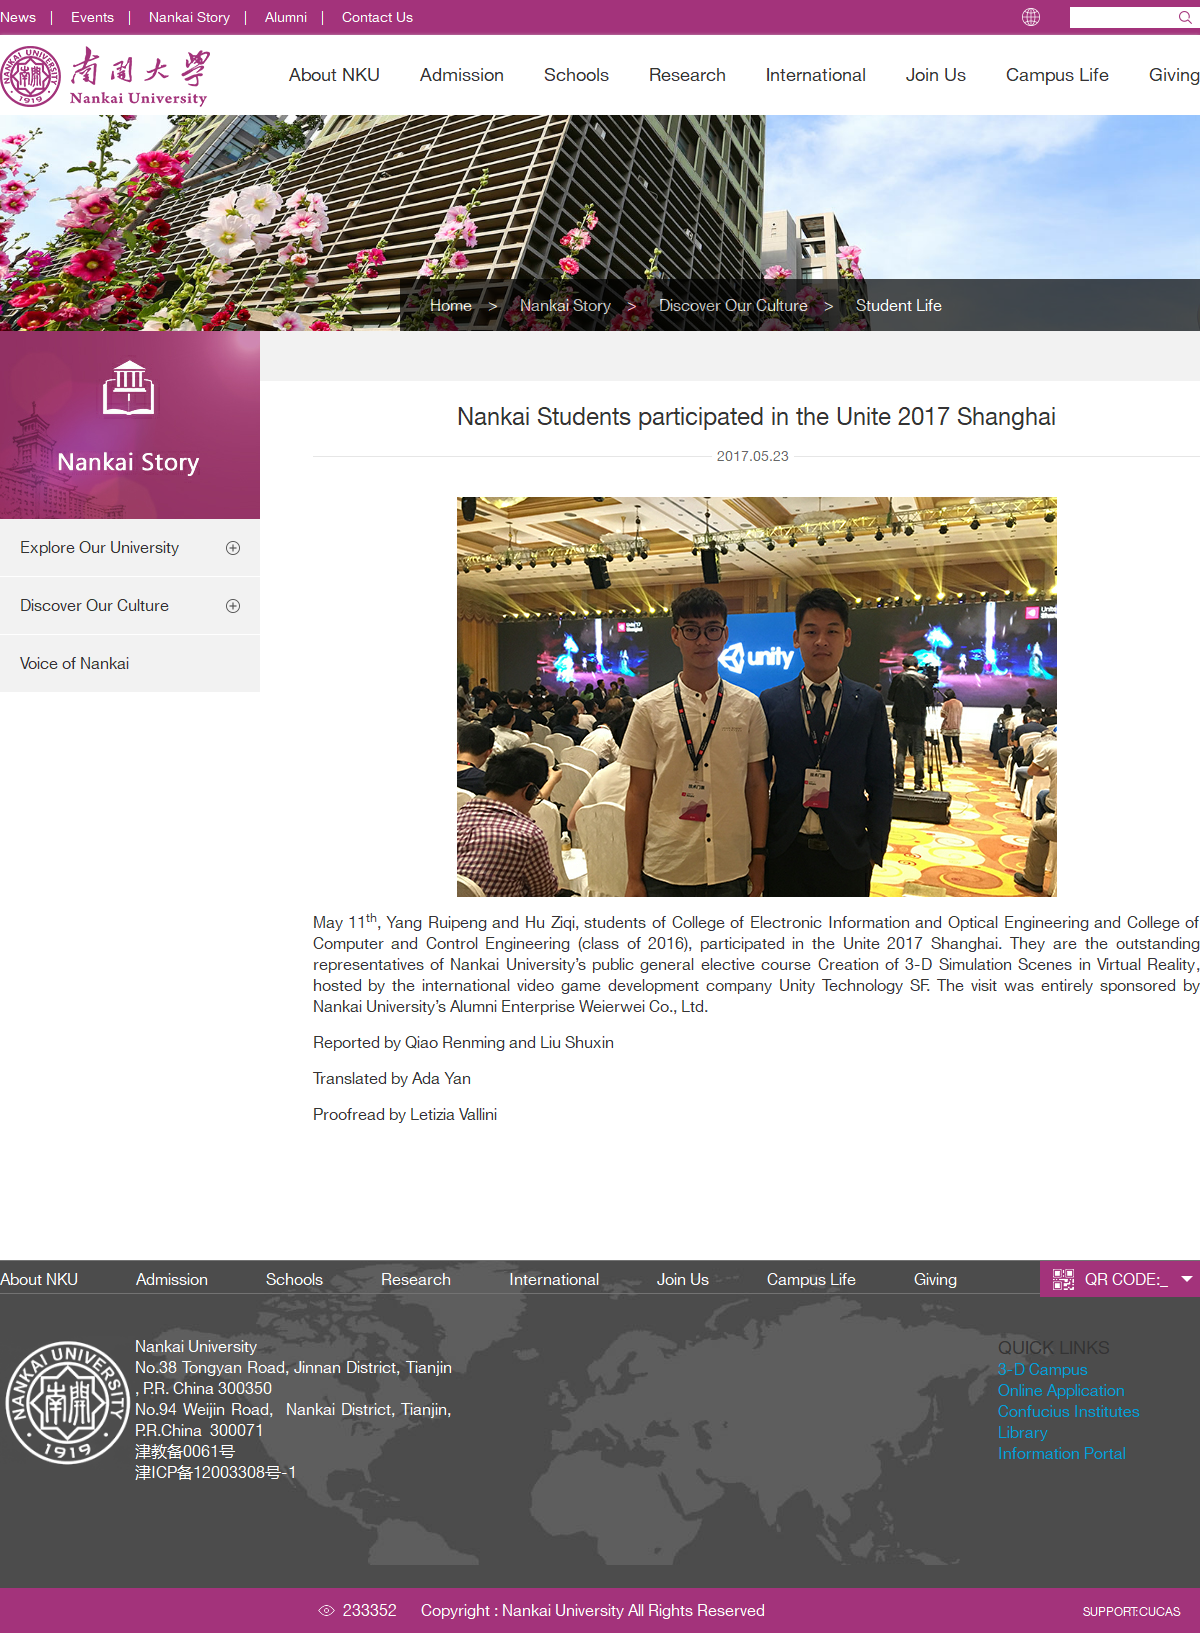 News | Events | Nankai Story | Alumni | Contact Us
NANKAI UNIVERSITY
南開
1919
南開大學
Nankai University
About NKU Admission Schools Research International Join Us Campus Life Giving
Home > Nankai Story > Discover Our Culture > Student Life
Nankai Story
Explore Our University
Discover Our Culture
Voice of Nankai
Nankai Students participated in the Unite 2017 Shanghai
2017.05.23
unity
May 11th, Yang Ruipeng and Hu Ziqi, students of College of Electronic Information and Optical Engineering and College of
Computer and Control Engineering (class of 2016), participated in the Unite 2017 Shanghai. They are the outstanding
representatives of Nankai University’s public general elective course Creation of 3-D Simulation Scenes in Virtual Reality,
hosted by the international video game development company Unity Technology SF. The visit was entirely sponsored by
Nankai University’s Alumni Enterprise Weierwei Co., Ltd.
Reported by Qiao Renming and Liu Shuxin
Translated by Ada Yan
Proofread by Letizia Vallini
About NKU Admission Schools Research International Join Us Campus Life Giving QR CODE:_
NANKAI UNIVERSITY
南開
1919
Nankai University
No.38 Tongyan Road, Jinnan District, Tianjin
, P.R. China 300350
No.94 Weijin Road, Nankai District, Tianjin,
P.R.China 300071
津教备0061号
津ICP备12003308号-1
QUICK LINKS
3-D Campus
Online Application
Confucius Institutes
Library
Information Portal
233352 Copyright : Nankai University All Rights Reserved
SUPPORT:CUCAS